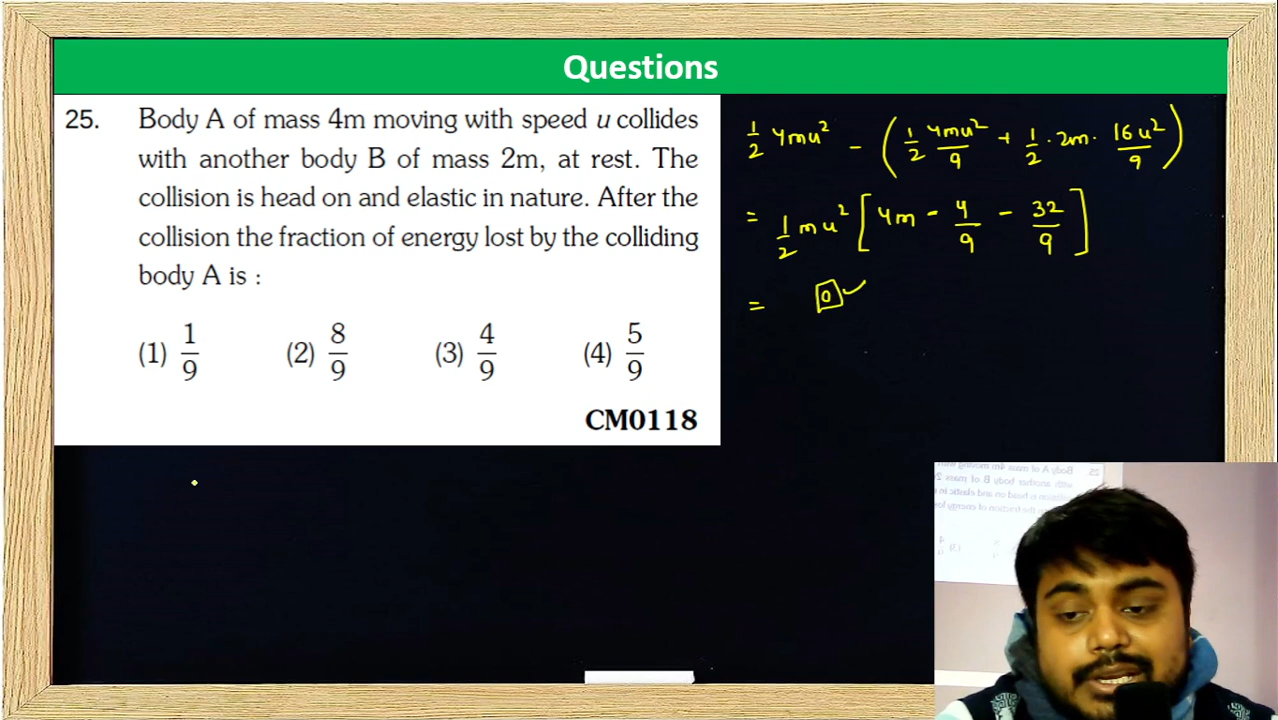 Questions
25. Body A of mass 4m moving with speed u collides
with another body B of mass 2m, at rest. The
collision is head on and elastic in nature. After the
collision the fraction of energy lost by the colliding
body A is :
(1) 1/9 (2) 8/9 (3) 4/9 (4) 5/9
CM0118
1/2 4mu² - (1/2 4mu²/9 + 1/2 · 2m · 16u²/9)
= 1/2 mu² [4m - 4/9 - 32/9]
= 0 ✓